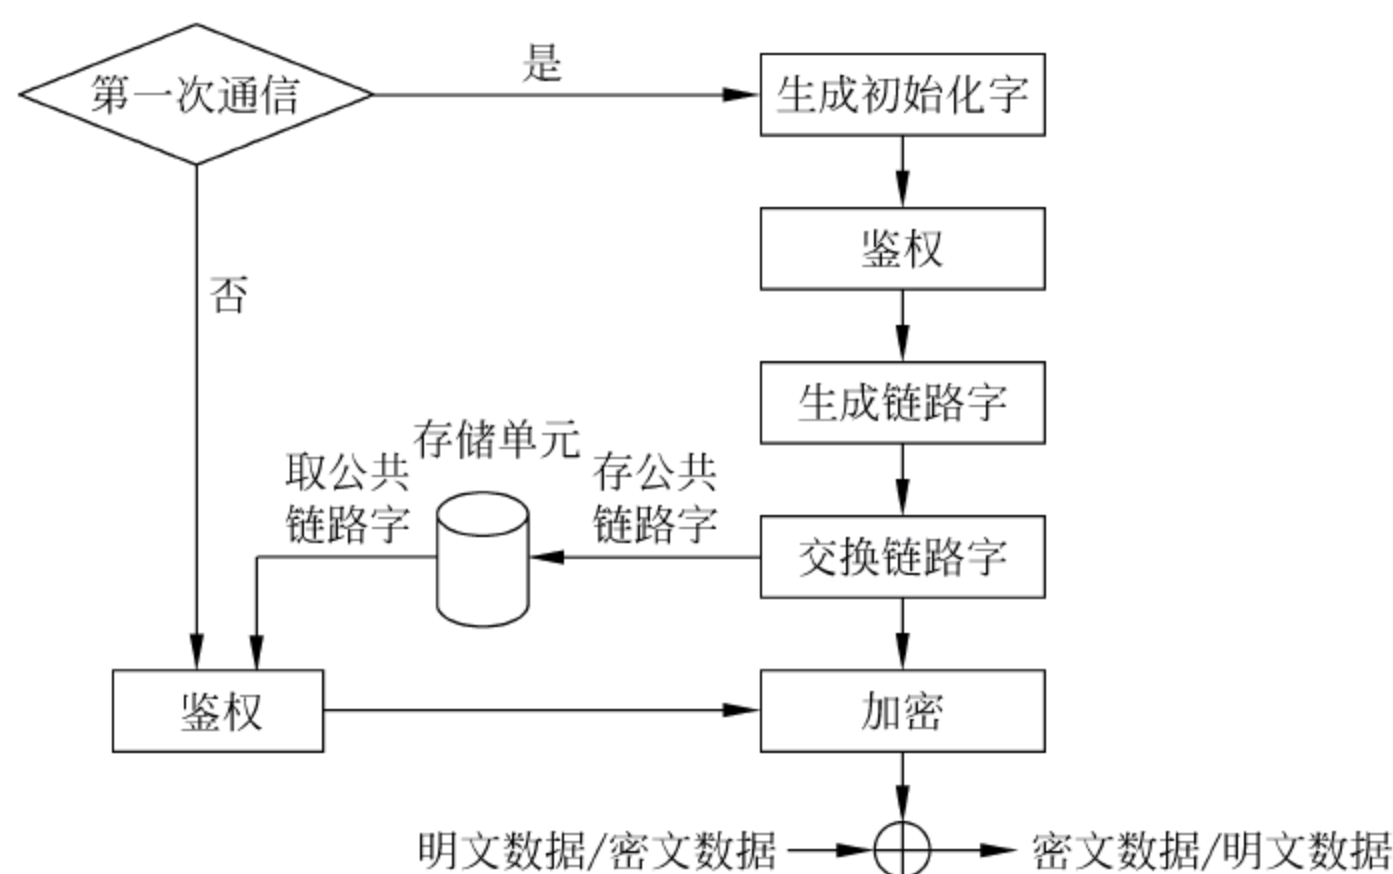 第一次通信
是
生成初始化字
鉴权
否
生成链路字
存储单元
取公共
链路字
存公共
链路字
交换链路字
鉴权
加密
明文数据/密文数据
密文数据/明文数据